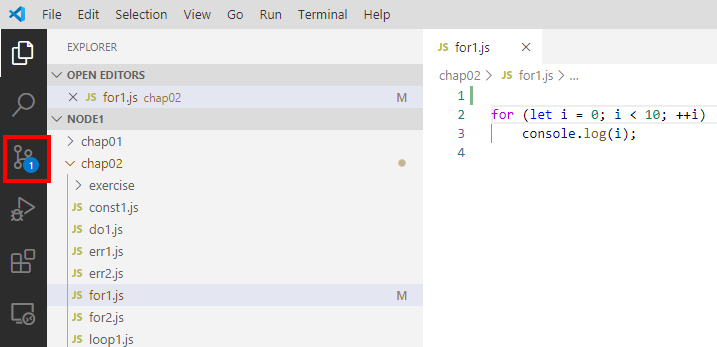 File Edit Selection View Go Run Terminal Help
EXPLORER
OPEN EDITORS
JS for1.js chap02 M
NODE1
chap01
chap02
exercise
JS const1.js
JS do1.js
JS err1.js
JS err2.js
JS for1.js M
JS for2.js
JS loop1.js
1
JS for1.js
chap02 > JS for1.js > ...
1
2 for (let i = 0; i < 10; ++i)
3 console.log(i);
4